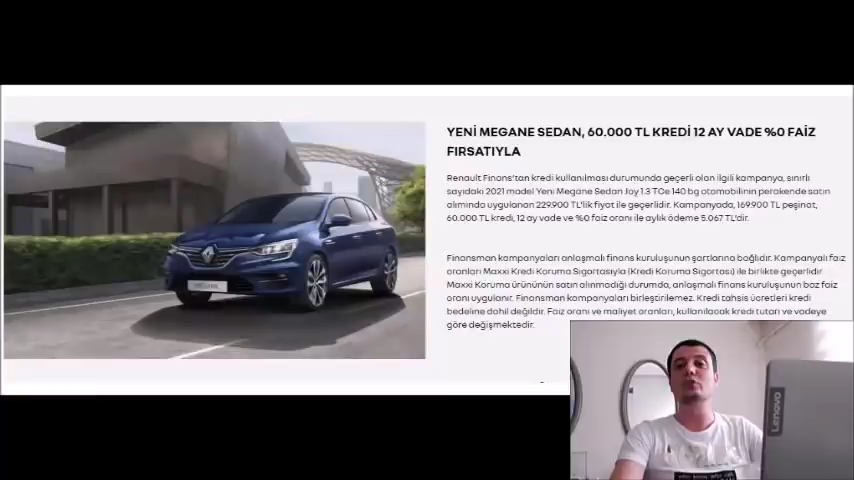 YENİ MEGANE SEDAN, 60.000 TL KREDİ 12 AY VADE %0 FAİZ
FIRSATIYLA
Renault Finans'tan kredi kullanılması durumunda geçerli olan ilgili kampanya, sınırlı
sayıdaki 2021 model Yeni Megane Sedan Joy 1.3 TCe 140 bg otomobilinin perakende satın
alımında uygulanan 229.900 TL'lik fiyat ile geçerlidir. Kampanyada, 169.900 TL peşinat,
60.000 TL kredi, 12 ay vade ve %0 faiz oranı ile aylık ödeme 5.067 TL'dir.
Finansman kampanyaları anlaşmalı finans kuruluşunun şartlarına bağlıdır. Kampanyalı faiz
oranları Maxxi Kredi Koruma Sigortasıyla (Kredi Koruma Sigortası) ile birlikte geçerlidir.
Maxxi Koruma ürününün satın alınmadığı durumda, anlaşmalı finans kuruluşunun baz faiz
oranı uygulanır. Finansman kampanyaları birleştirilemez. Kredi tahsis ücretleri kredi
bedeline dahil değildir. Faiz oranı ve maliyet oranları, kullanılacak kredi tutarı ve vadeye
göre değişmektedir.
Lenovo